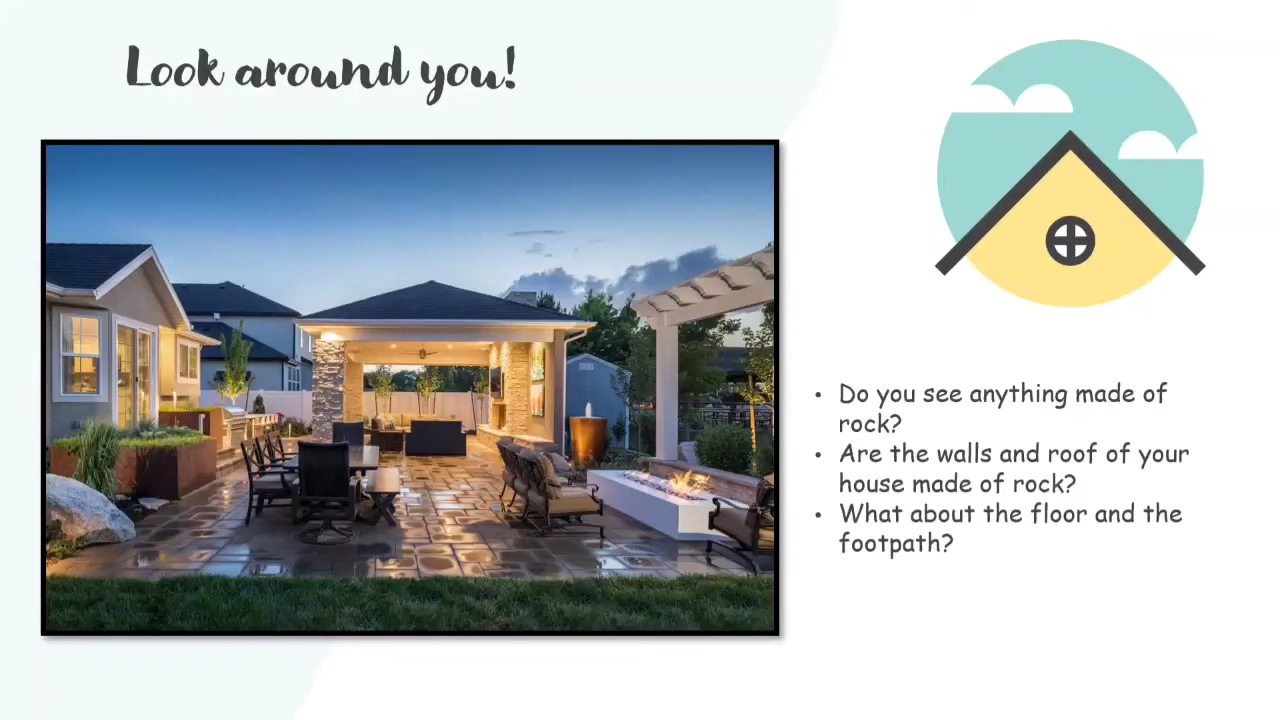 Look around you!
• Do you see anything made of
rock?
• Are the walls and roof of your
house made of rock?
• What about the floor and the
footpath?